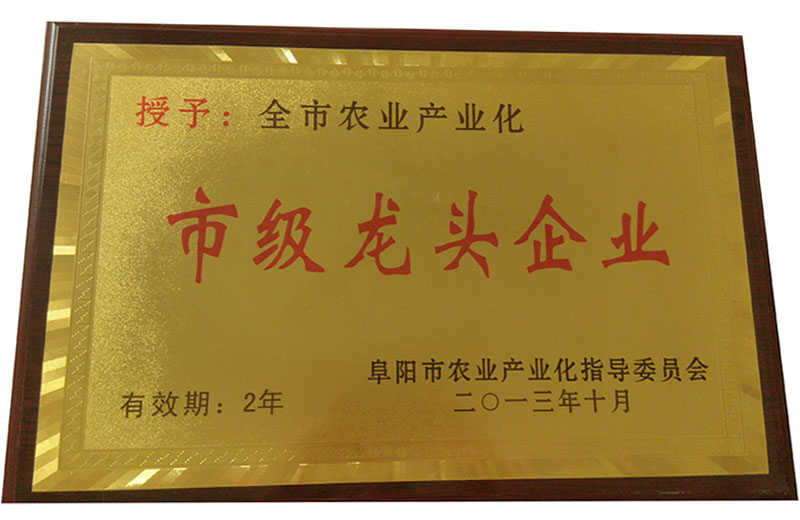 授予：全市农业产业化
市级龙头企业
阜阳市农业产业化指导委员会
有效期：2年
二〇一三年十月